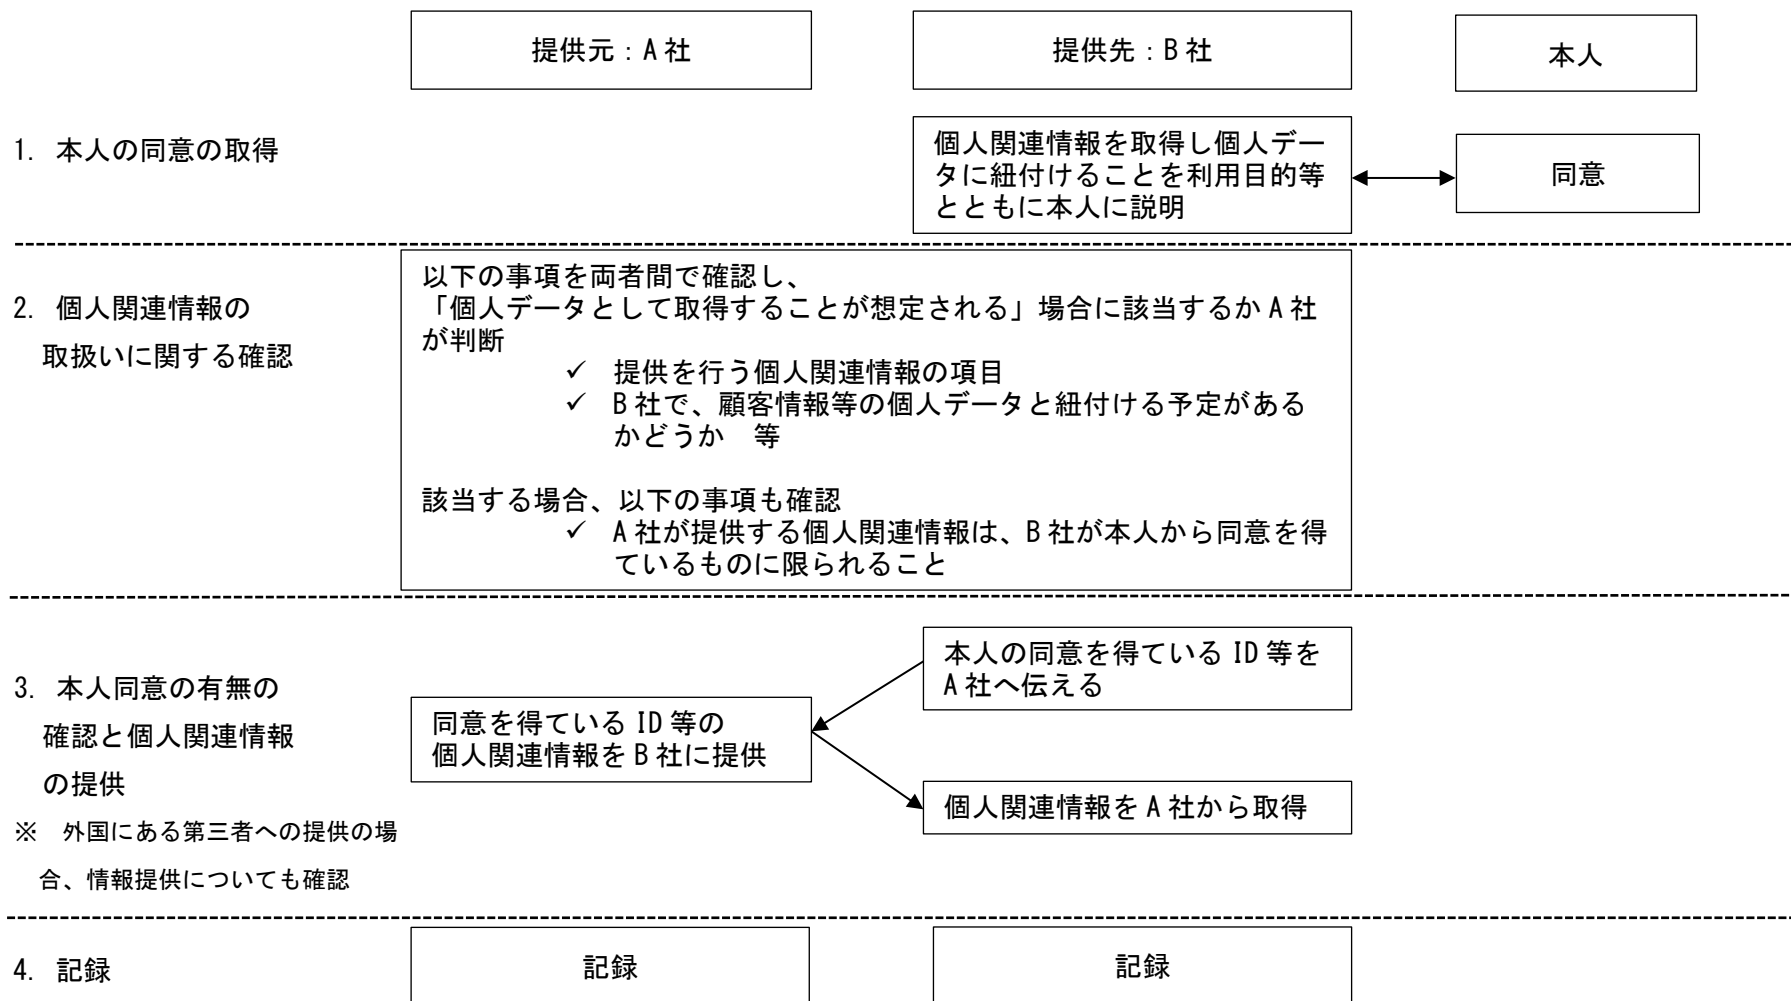 提供元：A社
提供先：B社
本人
1. 本人の同意の取得
個人関連情報を取得し個人デー
タに紐付けることを利用目的等
とともに本人に説明
同意
2. 個人関連情報の
取扱いに関する確認
以下の事項を両者間で確認し、
「個人データとして取得することが想定される」場合に該当するかA社
が判断
✓ 提供を行う個人関連情報の項目
✓ B社で、顧客情報等の個人データと紐付ける予定がある
かどうか　等
該当する場合、以下の事項も確認
✓ A社が提供する個人関連情報は、B社が本人から同意を得
ているものに限られること
3. 本人同意の有無の
確認と個人関連情報
の提供
※　外国にある第三者への提供の場
合、情報提供についても確認
本人の同意を得ているID等を
A社へ伝える
同意を得ているID等の
個人関連情報をB社に提供
個人関連情報をA社から取得
4. 記録
記録
記録